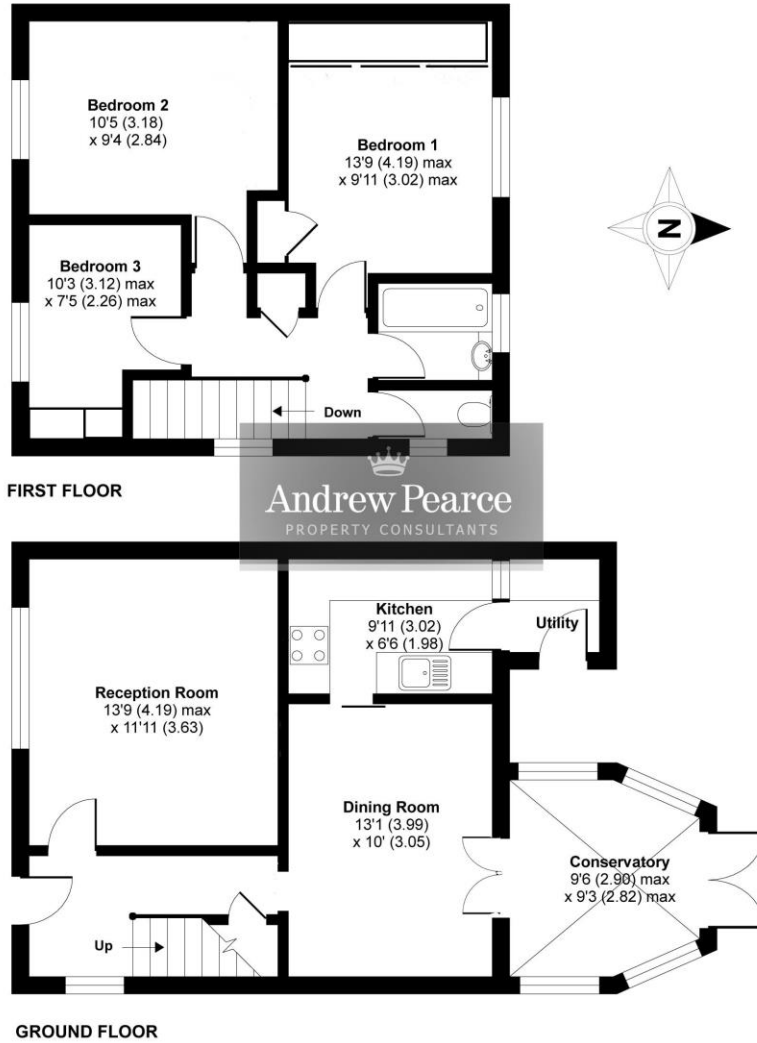 Bedroom 2
10'5 (3.18)
x 9'4 (2.84)
Bedroom 1
13'9 (4.19) max
x 9'11 (3.02) max
N
Bedroom 3
10'3 (3.12) max
x 7'5 (2.26) max
Down
FIRST FLOOR
Andrew Pearce
PROPERTY CONSULTANTS
Kitchen
9'11 (3.02)
x 6'6 (1.98)
Utility
Reception Room
13'9 (4.19) max
x 11'11 (3.63)
Dining Room
13'1 (3.99)
x 10' (3.05)
Conservatory
9'6 (2.90) max
x 9'3 (2.82) max
Up
GROUND FLOOR